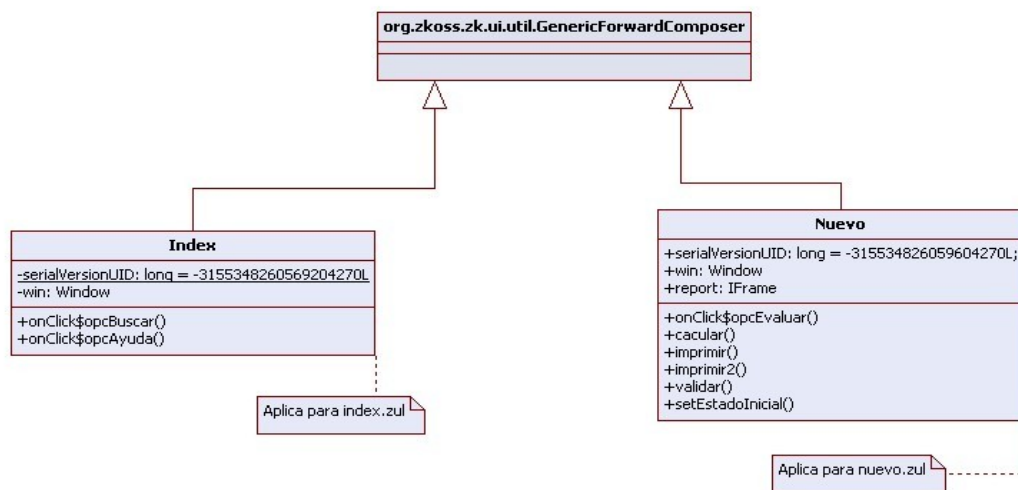 org.zkoss.zk.ui.util.GenericForwardComposer
Index
-serialVersionUID: long = -3155348260569204270L
-win: Window
+onClick$opcBuscar()
+onClick$opcAyuda()
Aplica para index.zul
Nuevo
+serialVersionUID: long = -315534826059604270L;
+win: Window
+report: IFrame
+onClick$opcEvaluar()
+cacular()
+imprimir()
+imprimir2()
+validar()
+setEstadoInicial()
Aplica para nuevo.zul